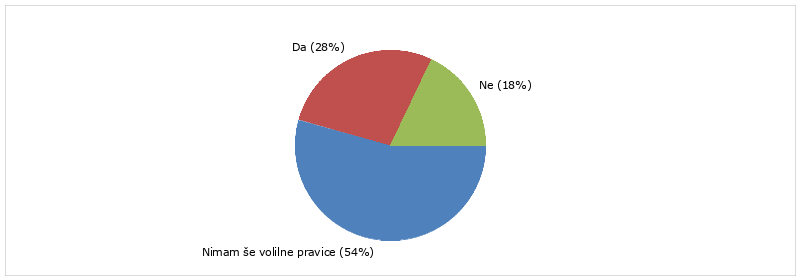 Da (28%)
Ne (18%)
Nimam še volilne pravice (54%)